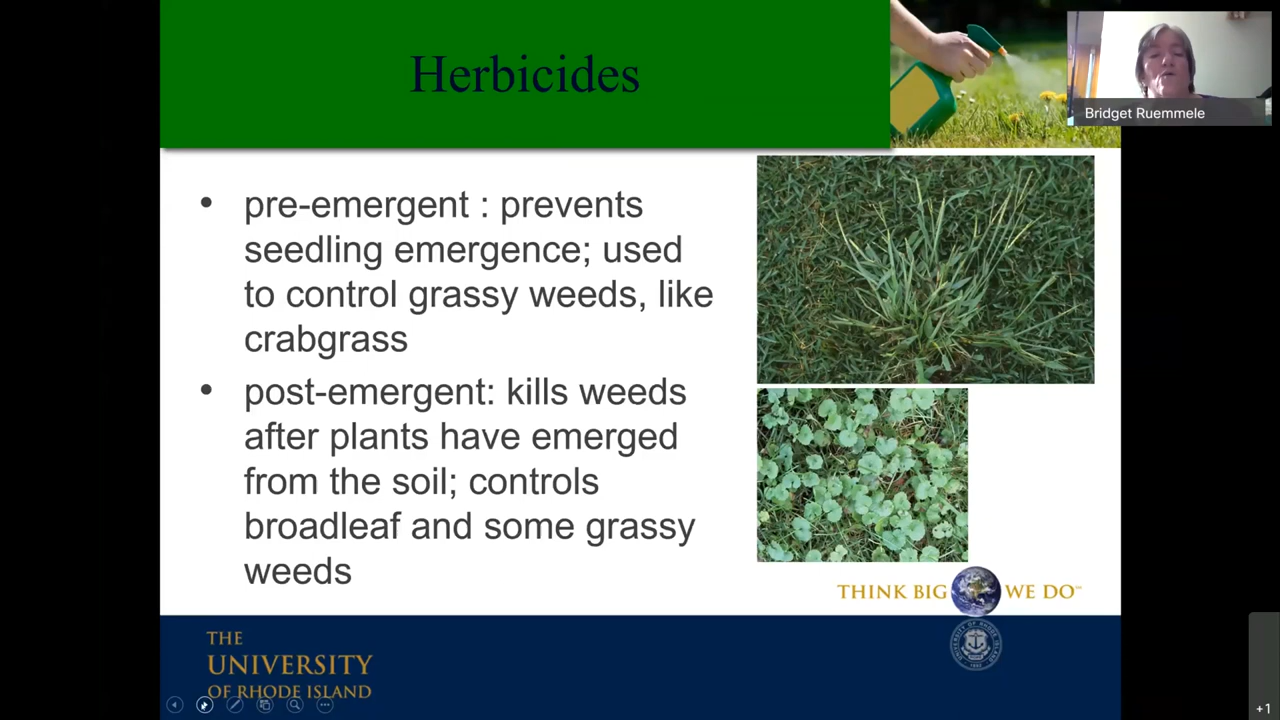 Herbicides
Bridget Ruemmele
• pre-emergent : prevents
seedling emergence; used
to control grassy weeds, like
crabgrass
• post-emergent: kills weeds
after plants have emerged
from the soil; controls
broadleaf and some grassy
weeds
THINK BIG WE DO™
THE
UNIVERSITY
OF RHODE ISLAND
+1